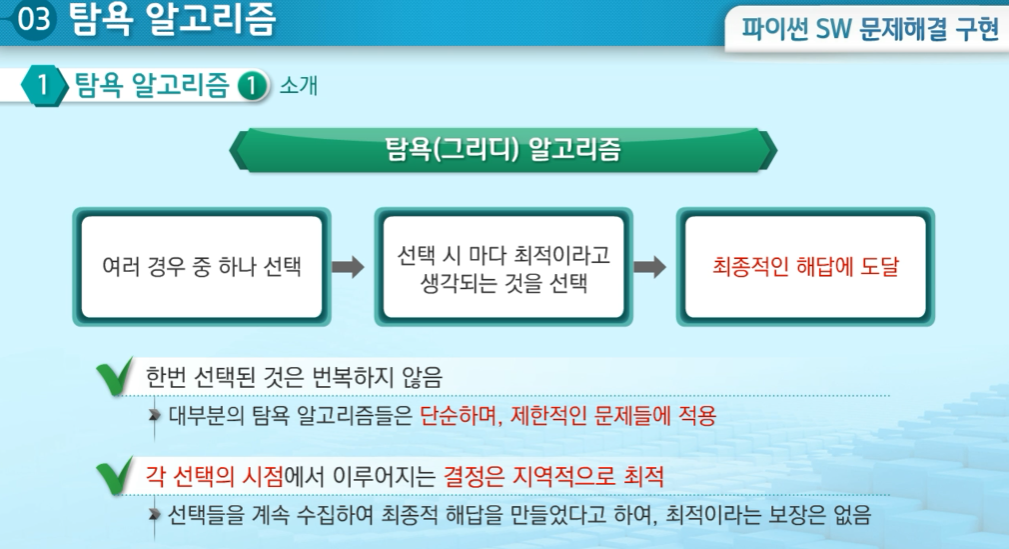 03 탐욕 알고리즘
파이썬 SW 문제해결 구현
1 탐욕 알고리즘 1 소개
탐욕(그리디) 알고리즘
여러 경우 중 하나 선택
선택 시 마다 최적이라고
생각되는 것을 선택
최종적인 해답에 도달
한번 선택된 것은 번복하지 않음
대부분의 탐욕 알고리즘들은 단순하며, 제한적인 문제들에 적용
각 선택의 시점에서 이루어지는 결정은 지역적으로 최적
선택들을 계속 수집하여 최종적 해답을 만들었다고 하여, 최적이라는 보장은 없음